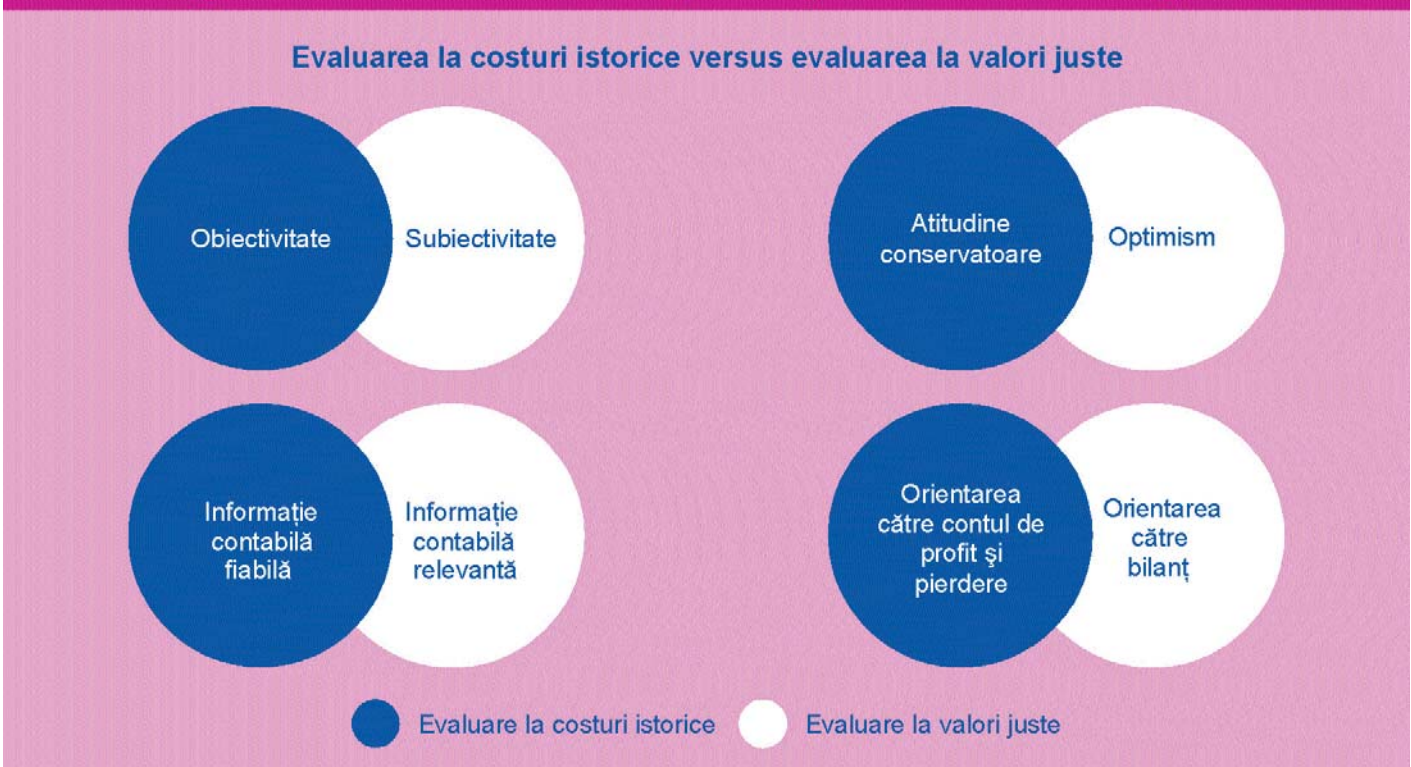 Evaluarea la costuri istorice versus evaluarea la valori juste
Obiectivitate
Subiectivitate
Atitudine
conservatoare
Optimism
Informație
contabilă
fiabilă
Informație
contabilă
relevantă
Orientarea
către contul de
profit şi
pierdere
Orientarea
către
bilanț
Evaluare la costuri istorice
Evaluare la valori juste